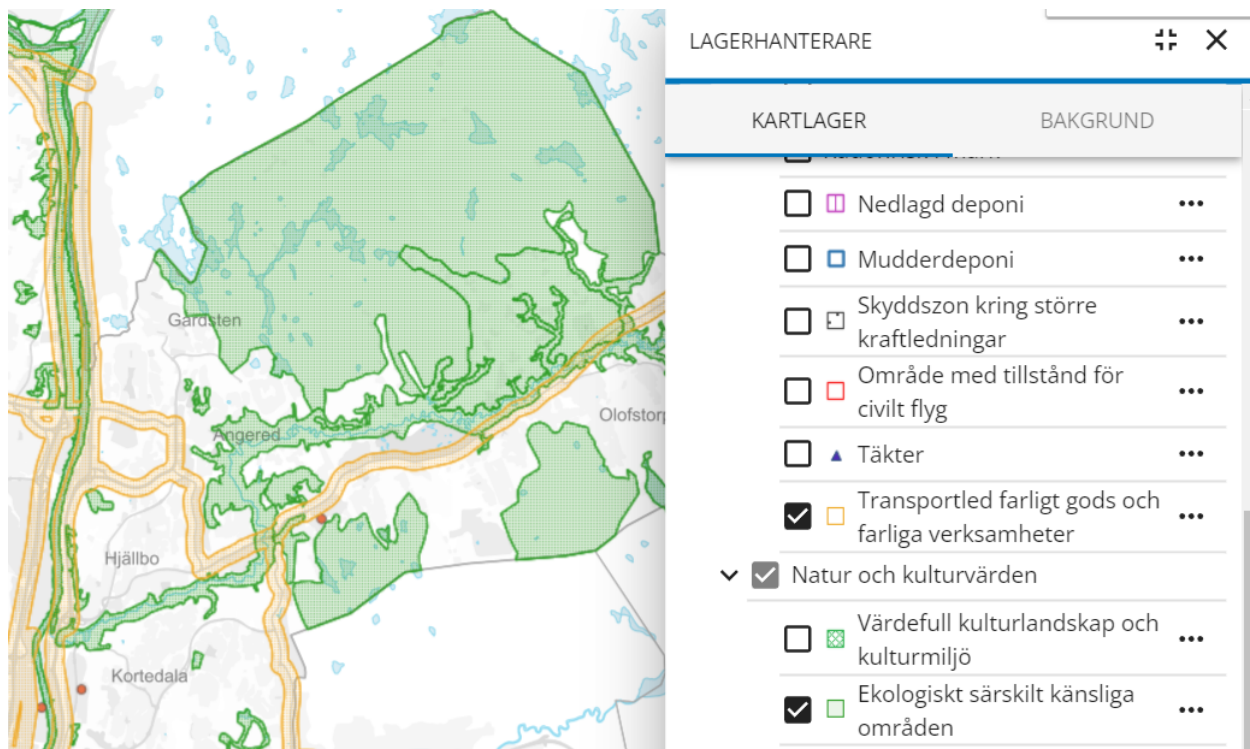 LAGERHANTERARE
KARTLAGER
BAKGRUND
Nedlagd deponi
Mudderdeponi
Skyddszon kring större
kraftledningar
Område med tillstånd för
civilt flyg
Täkter
Transportled farligt gods och
farliga verksamheter
Natur och kulturvärden
Värdefull kulturlandskap och
kulturmiljö
Ekologiskt särskilt känsliga
områden
Gårdsten
Angered
Olofstorp
Hjällbo
Kortedala